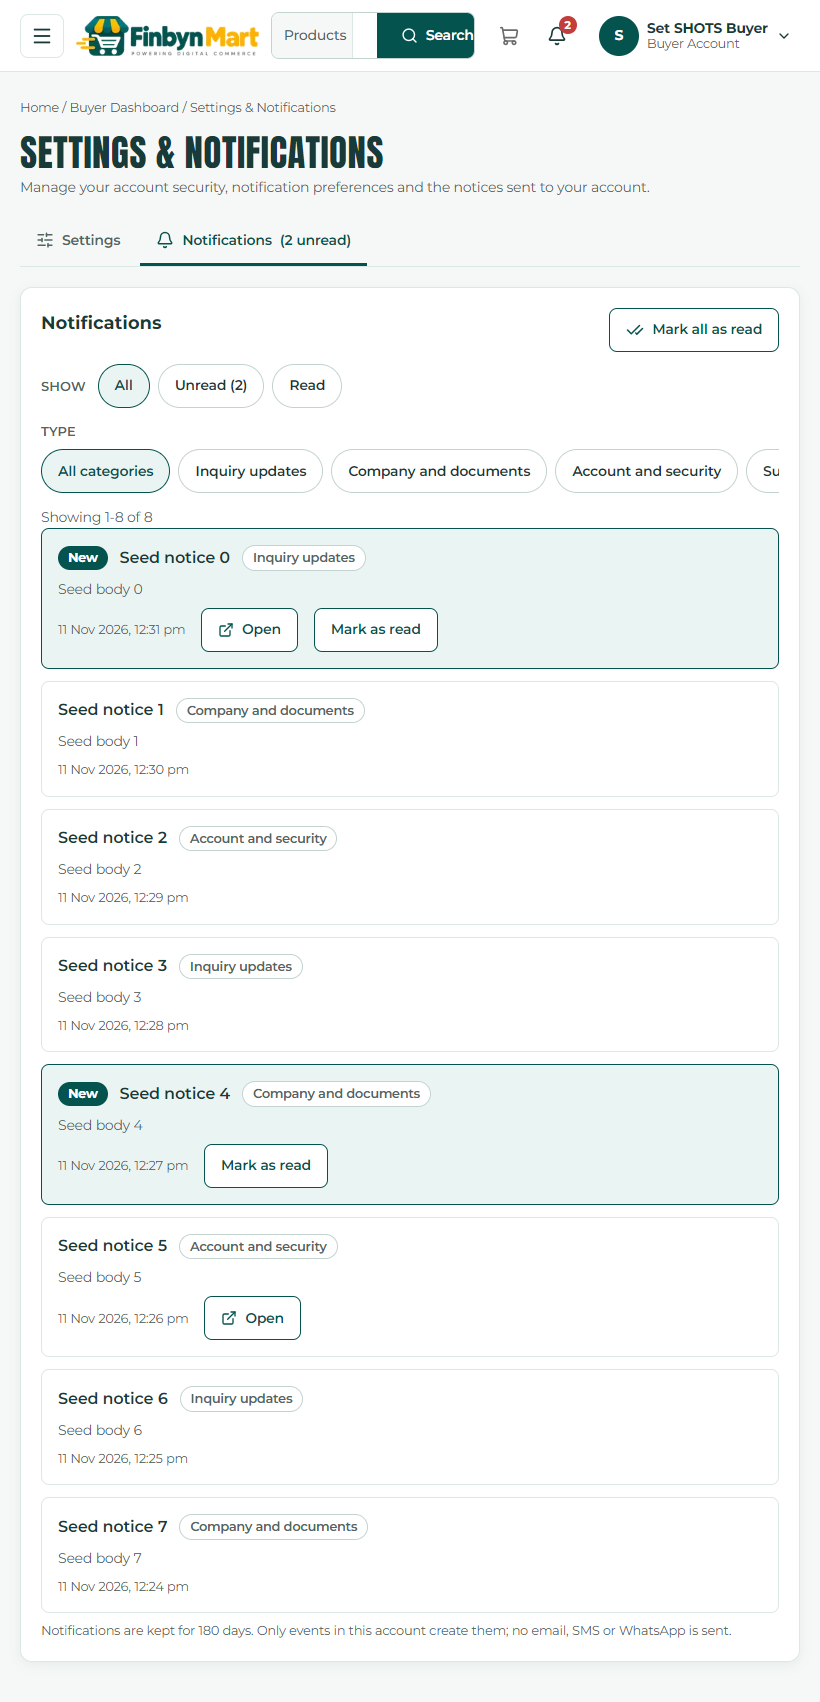 FinbynMart
POWERING DIGITAL COMMERCE
Products
Search
2
S
Set SHOTS Buyer
Buyer Account
Home / Buyer Dashboard / Settings & Notifications
SETTINGS & NOTIFICATIONS
Manage your account security, notification preferences and the notices sent to your account.
Settings
Notifications (2 unread)
Notifications
Mark all as read
SHOW
All
Unread (2)
Read
TYPE
All categories
Inquiry updates
Company and documents
Account and security
Su
Showing 1-8 of 8
New Seed notice 0 Inquiry updates
Seed body 0
11 Nov 2026, 12:31 pm Open Mark as read
Seed notice 1 Company and documents
Seed body 1
11 Nov 2026, 12:30 pm
Seed notice 2 Account and security
Seed body 2
11 Nov 2026, 12:29 pm
Seed notice 3 Inquiry updates
Seed body 3
11 Nov 2026, 12:28 pm
New Seed notice 4 Company and documents
Seed body 4
11 Nov 2026, 12:27 pm Mark as read
Seed notice 5 Account and security
Seed body 5
11 Nov 2026, 12:26 pm Open
Seed notice 6 Inquiry updates
Seed body 6
11 Nov 2026, 12:25 pm
Seed notice 7 Company and documents
Seed body 7
11 Nov 2026, 12:24 pm
Notifications are kept for 180 days. Only events in this account create them; no email, SMS or WhatsApp is sent.